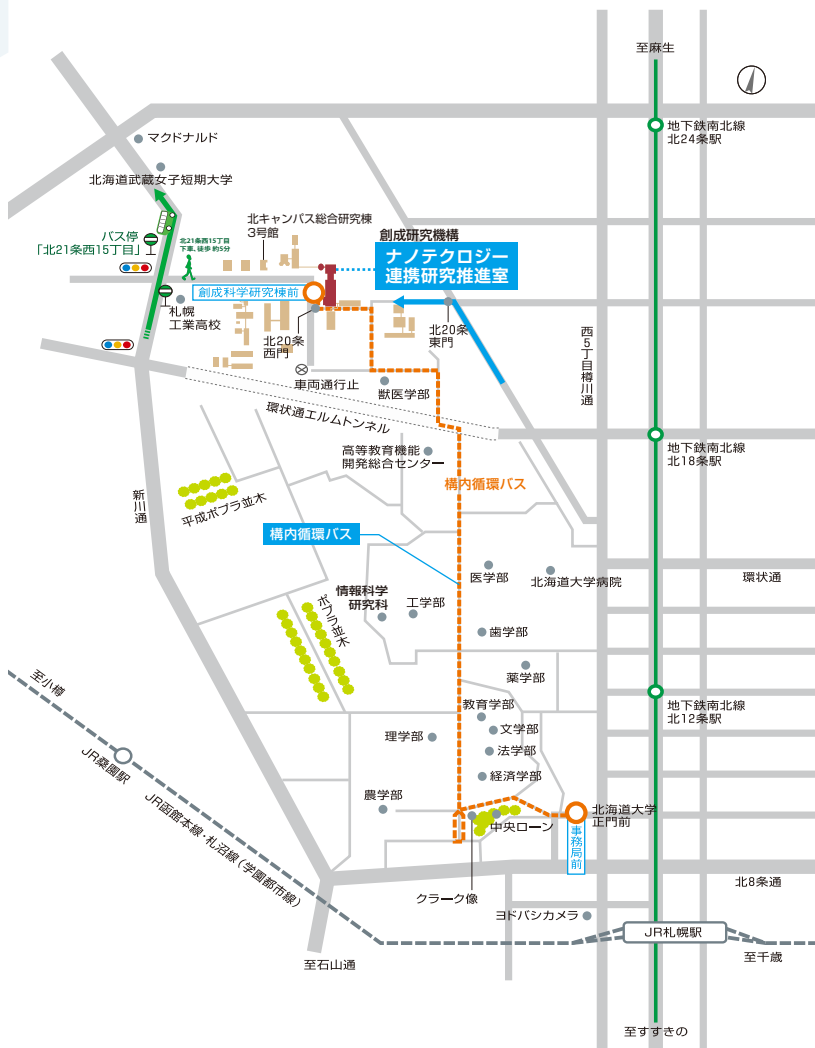 至麻生
地下鉄南北線
北24条駅
マクドナルド
北海道武蔵女子短期大学
バス停
「北21条西15丁目」
北21条西15丁目
下車、徒歩 約5分
北キャンパス総合研究棟
3号館
創成研究機構
ナノテクロジー
連携研究推進室
創成科学研究棟前
札幌
工業高校
北20条
西門
北20条
東門
西5丁目樽川通
車両通行止
獣医学部
環状通エルムトンネル
高等教育機能
開発総合センター
地下鉄南北線
北18条駅
構内循環バス
新川通
平成ポプラ並木
構内循環バス
医学部
北海道大学病院
環状通
情報科学
研究科
工学部
ポプラ並木
歯学部
薬学部
至小樽
教育学部
文学部
法学部
経済学部
理学部
地下鉄南北線
北12条駅
JR桑園駅
JR函館本線・札沼線（学園都市線）
農学部
中央ローン
北海道大学
正門前
事務局前
クラーク像
北8条通
ヨドバシカメラ
JR札幌駅
至石山通
至千歳
至すすきの